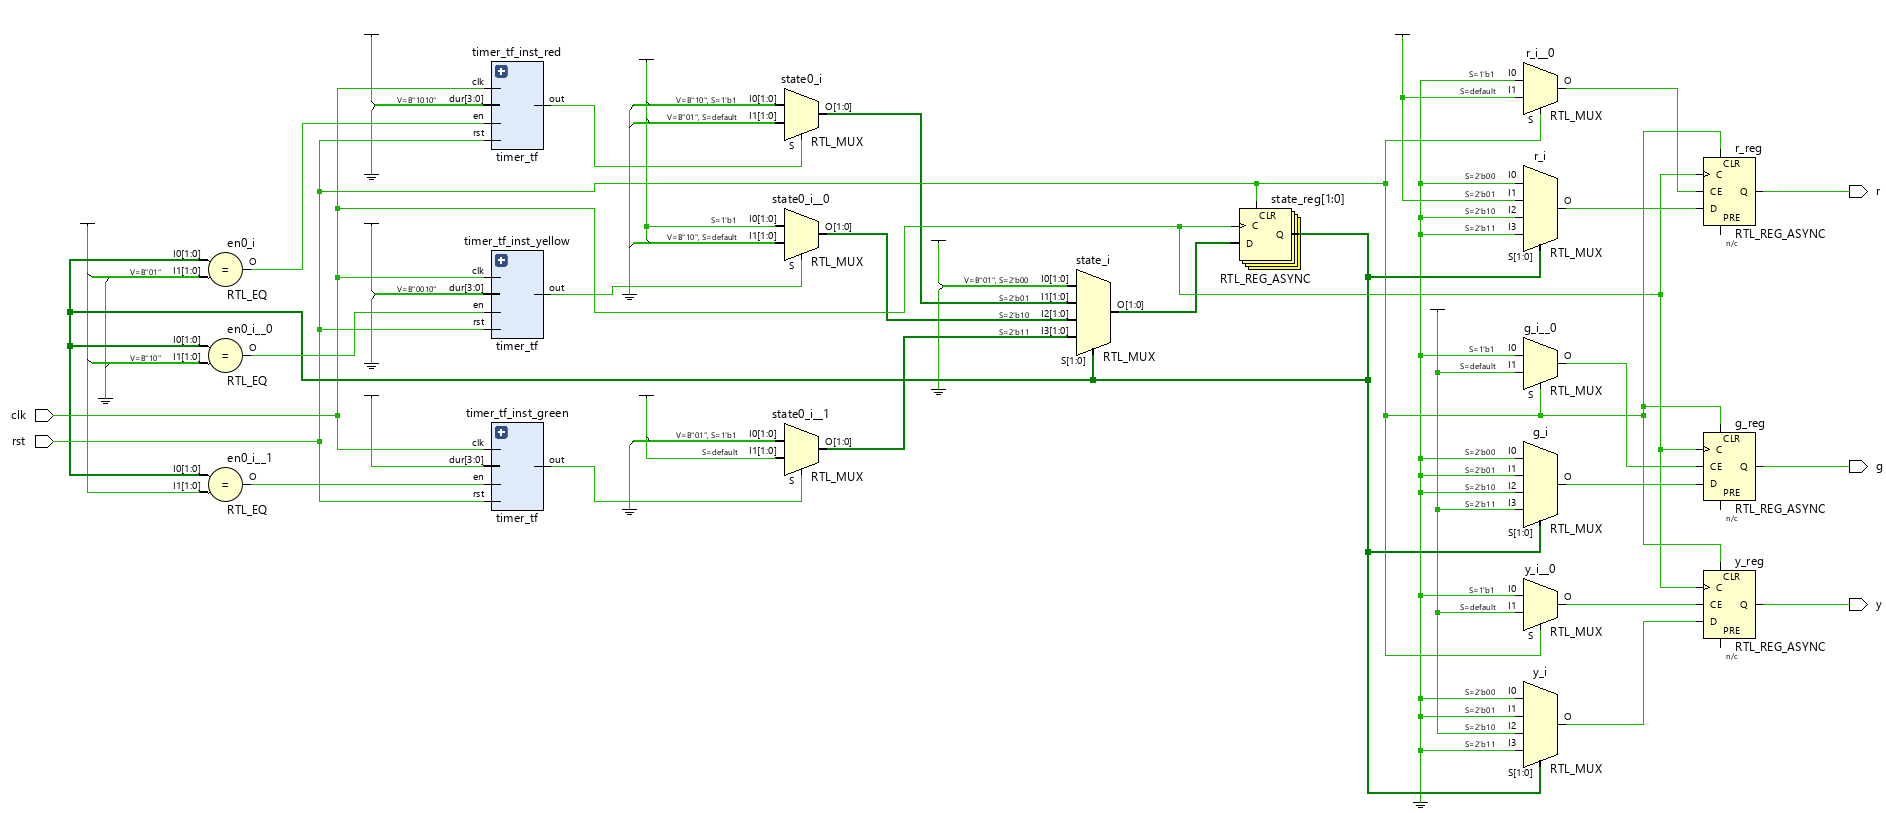 timer_tf_inst_red
clk
V=B"1010" dur[3:0]
en
rst
out
timer_tf
state0_i
V=B"10", S=1'b1 I0[1:0]
V=B"01", S=default I1[1:0]
O[1:0]
S
RTL_MUX
r_i__0
S=1'b1 I0
S=default I1
O
S
RTL_MUX
r_i
S=2'b00 I0
S=2'b01 I1
S=2'b10 I2
S=2'b11 I3
O
S[1:0]
RTL_MUX
r_reg
CLR
C
CE
D
Q
PRE
RTL_REG_ASYNC
n/c
r
state0_i__0
S=1'b1 I0[1:0]
V=B"10", S=default I1[1:0]
O[1:0]
S
RTL_MUX
state_reg[1:0]
CLR
C
D
Q
RTL_REG_ASYNC
en0_i
I0[1:0]
V=B"01" I1[1:0]
=
O
RTL_EQ
timer_tf_inst_yellow
clk
V=B"0010" dur[3:0]
en
rst
out
timer_tf
state_i
V=B"01", S=2'b00 I0[1:0]
S=2'b01 I1[1:0]
S=2'b10 I2[1:0]
S=2'b11 I3[1:0]
O[1:0]
S[1:0]
RTL_MUX
en0_i__0
I0[1:0]
V=B"10" I1[1:0]
=
O
RTL_EQ
g_i__0
S=1'b1 I0
S=default I1
O
S
RTL_MUX
clk
rst
timer_tf_inst_green
clk
dur[3:0]
en
rst
out
timer_tf
state0_i__1
V=B"01", S=1'b1 I0[1:0]
S=default I1[1:0]
O[1:0]
S
RTL_MUX
en0_i__1
I0[1:0]
I1[1:0]
=
O
RTL_EQ
g_i
S=2'b00 I0
S=2'b01 I1
S=2'b10 I2
S=2'b11 I3
O
S[1:0]
RTL_MUX
g_reg
CLR
C
CE
D
Q
PRE
RTL_REG_ASYNC
n/c
g
y_i__0
S=1'b1 I0
S=default I1
O
S
RTL_MUX
y_reg
CLR
C
CE
D
Q
PRE
RTL_REG_ASYNC
n/c
y
y_i
S=2'b00 I0
S=2'b01 I1
S=2'b10 I2
S=2'b11 I3
O
S[1:0]
RTL_MUX